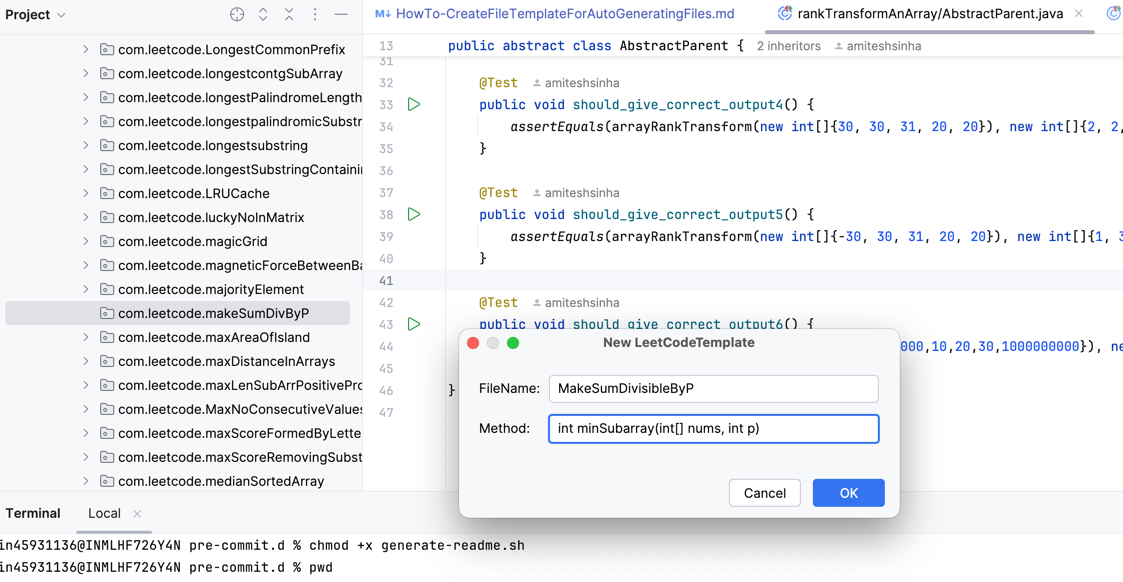 Project
com.leetcode.LongestCommonPrefix
com.leetcode.longestcontgSubArray
com.leetcode.longestPalindromeLength
com.leetcode.longestpalindromicSubstr
com.leetcode.longestsubstring
com.leetcode.longestSubstringContainin
com.leetcode.LRUCache
com.leetcode.luckyNoInMatrix
com.leetcode.magicGrid
com.leetcode.magneticForceBetweenBa
com.leetcode.majorityElement
com.leetcode.makeSumDivByP
com.leetcode.maxAreaOfIsland
com.leetcode.maxDistanceInArrays
com.leetcode.maxLenSubArrPositivePro
com.leetcode.MaxNoConsecutiveValues
com.leetcode.maxScoreFormedByLette
com.leetcode.maxScoreRemovingSubst
com.leetcode.medianSortedArray
M↓ HowTo-CreateFileTemplateForAutoGeneratingFiles.md
rankTransformAnArray/AbstractParent.java
13 public abstract class AbstractParent { 2 inheritors amiteshsinha
31
32 @Test amiteshsinha
33 public void should_give_correct_output4() {
34 assertEquals(arrayRankTransform(new int[]{30, 30, 31, 20, 20}), new int[]{2, 2,
35 }
36
37 @Test amiteshsinha
38 public void should_give_correct_output5() {
39 assertEquals(arrayRankTransform(new int[]{-30, 30, 31, 20, 20}), new int[]{1, 3
40 }
41
42 @Test amiteshsinha
43 public void should_give_correct_output6() {
44 000,10,20,30,1000000000}), ne
45
46 }
47
New LeetCodeTemplate
FileName: MakeSumDivisibleByP
Method: int minSubarray(int[] nums, int p)
Cancel OK
Terminal Local
in45931136@INMLHF726Y4N pre-commit.d % chmod +x generate-readme.sh
in45931136@INMLHF726Y4N pre-commit.d % pwd